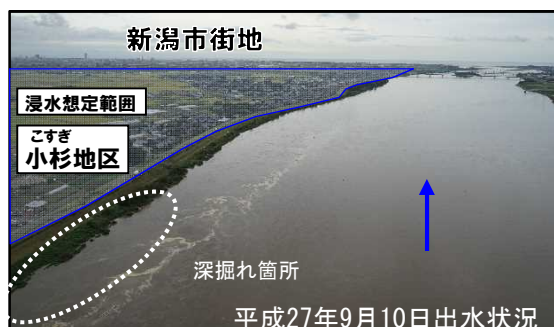 新潟市街地
浸水想定範囲
こすぎ
小杉地区
深掘れ箇所
平成27年9月10日出水状況